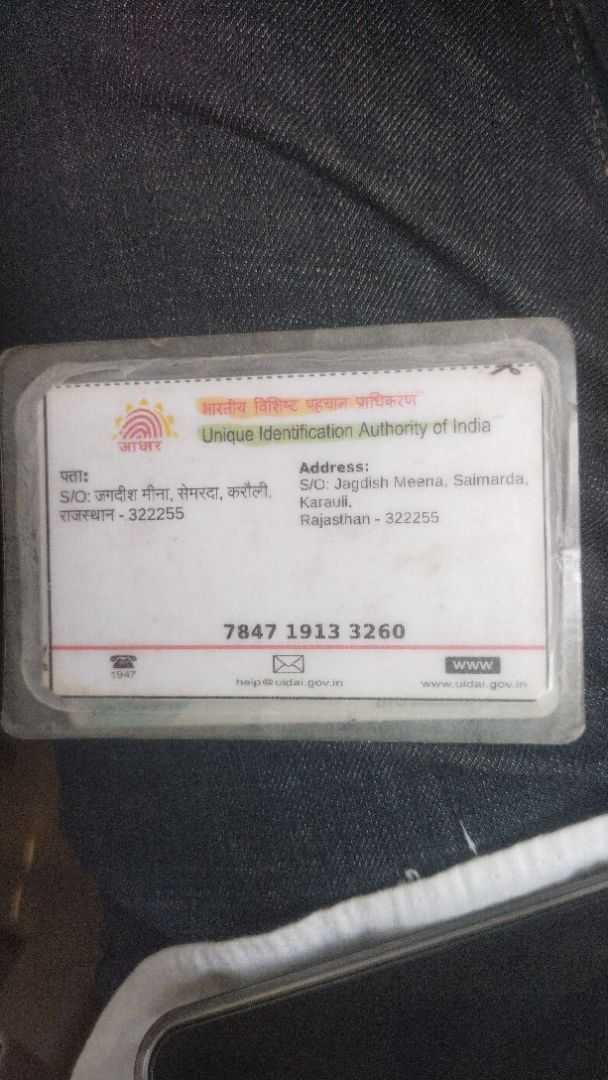 भारतीय विशिष्ट पहचान प्राधिकरण
Unique Identification Authority of India
आधार
पता:
S/O: जगदीश मीना, सेमरदा, करौली,
राजस्थान - 322255
Address:
S/O: Jagdish Meena, Saimarda,
Karauli,
Rajasthan - 322255
7847 1913 3260
1947
help@uidai.gov.in
www
www.uidai.gov.in